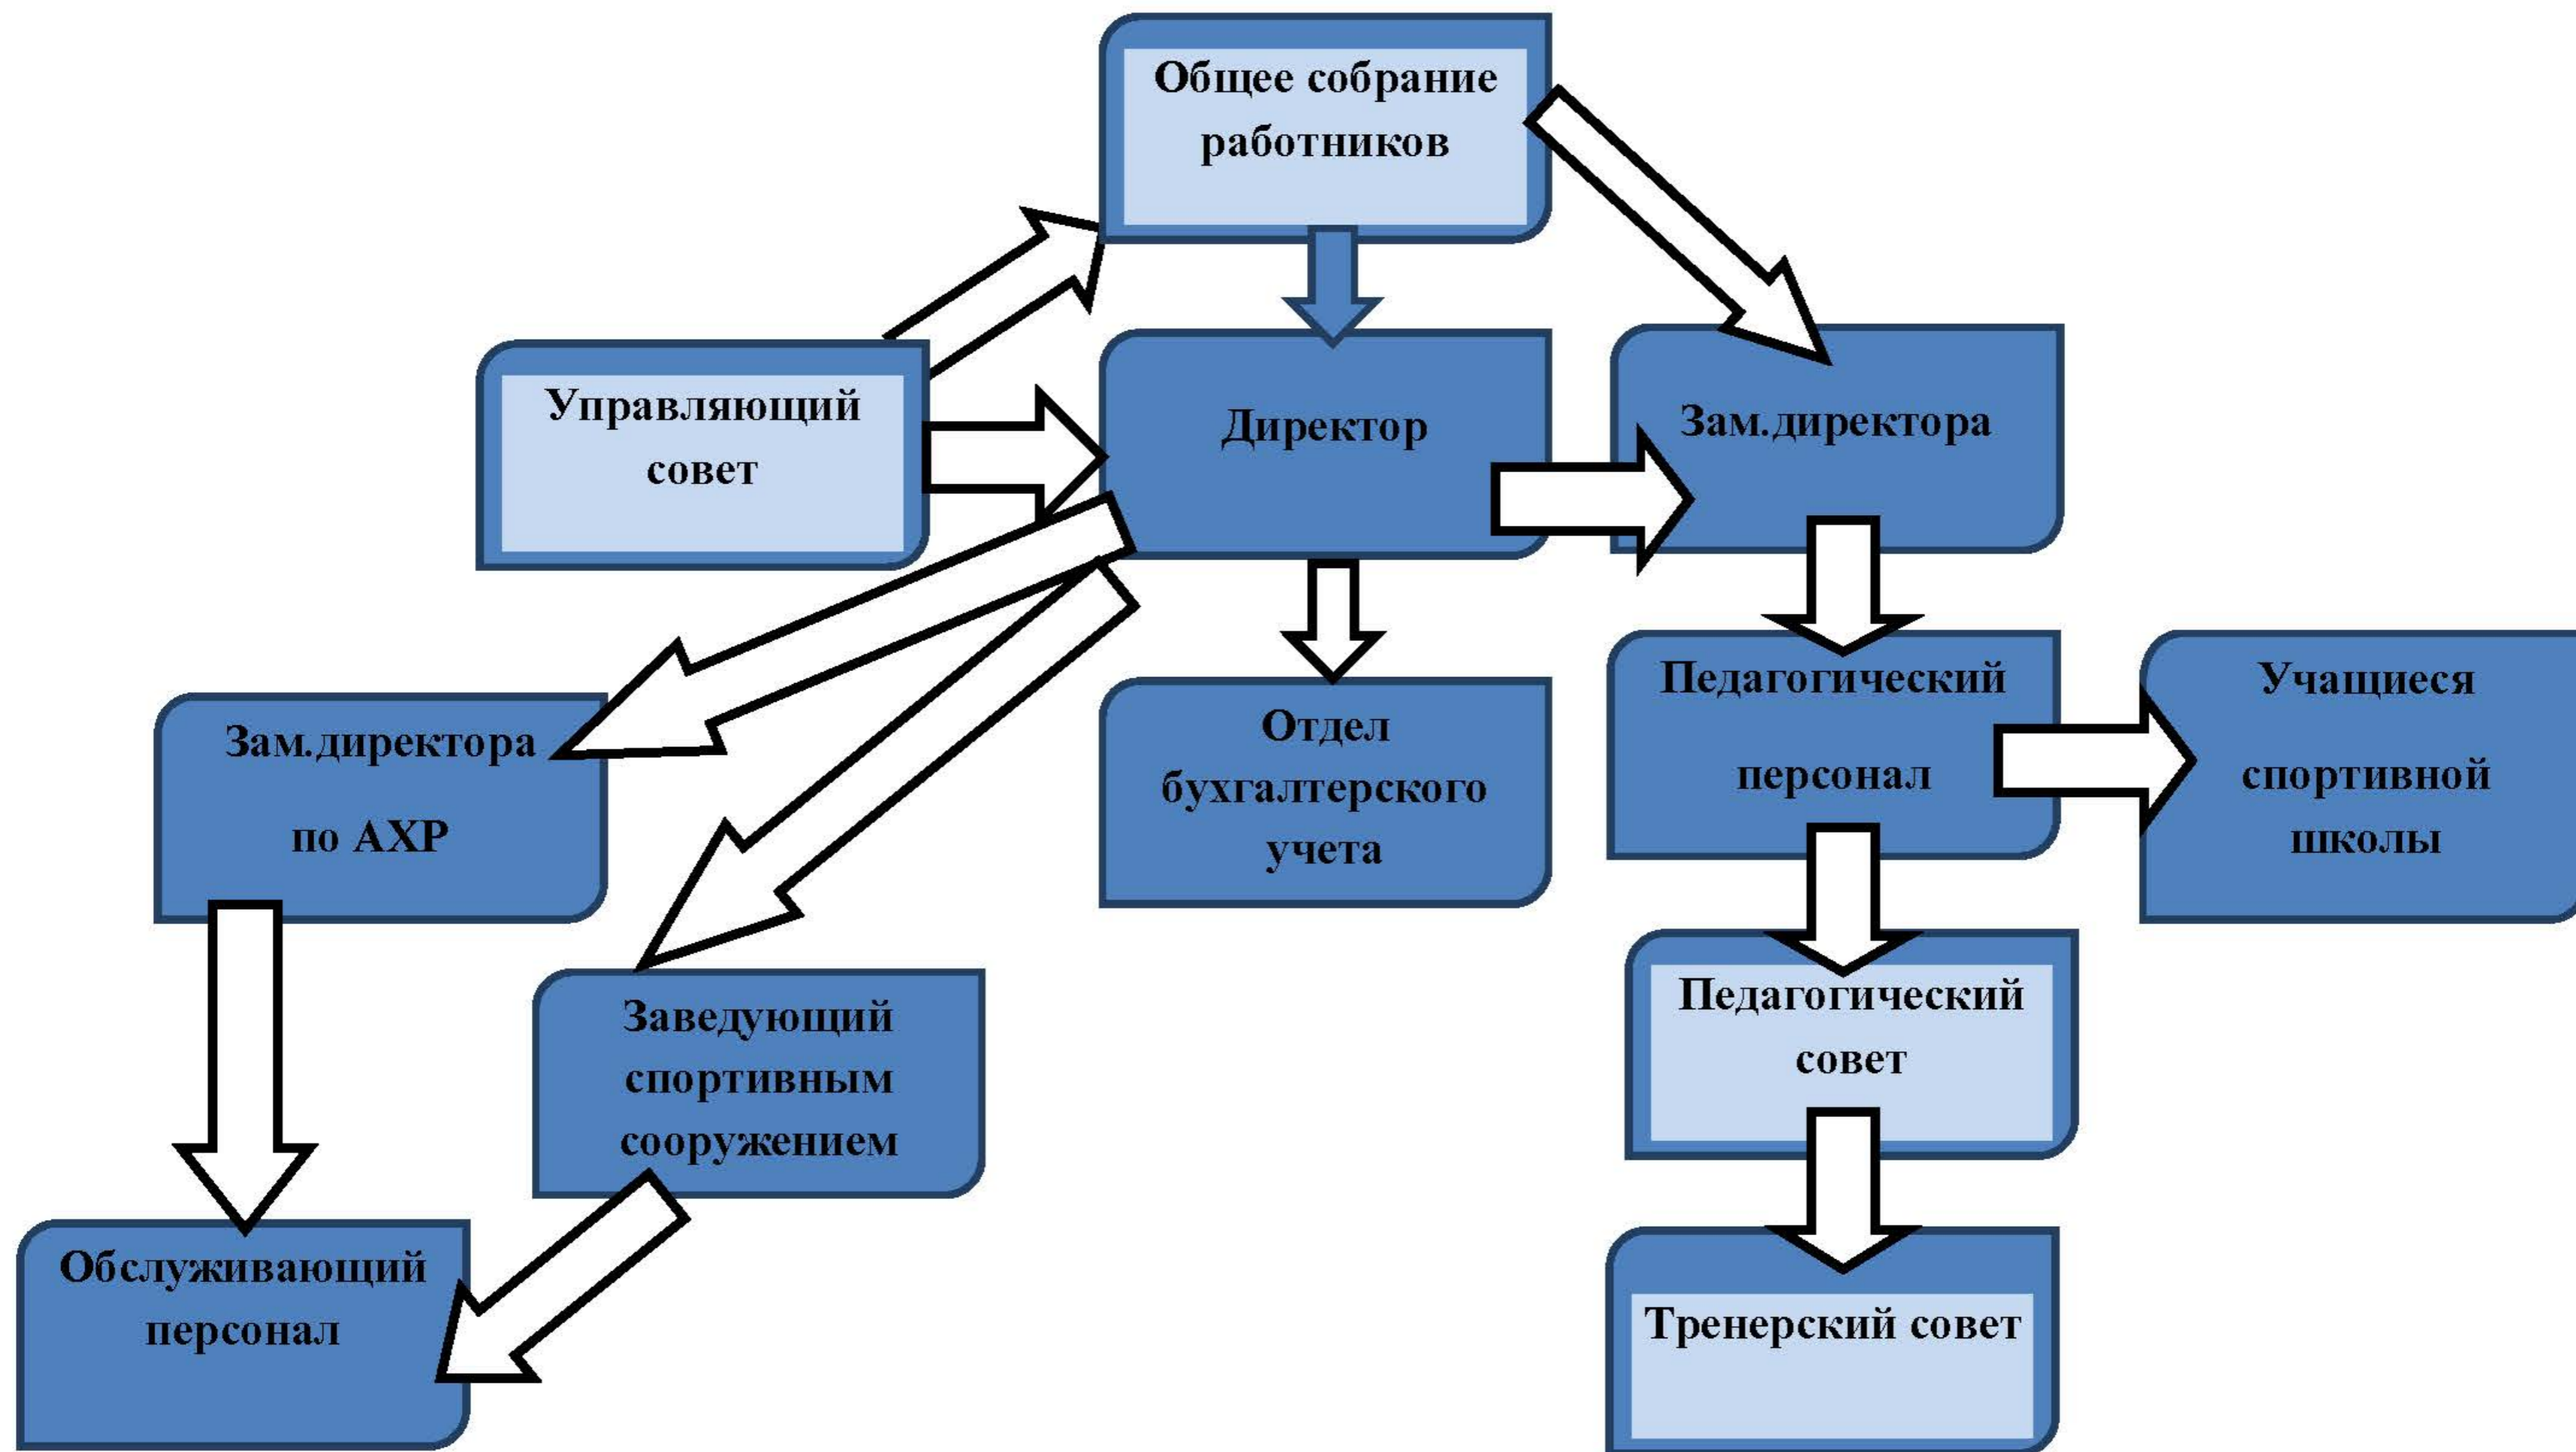 Общее собрание
работников
Управляющий
совет
Директор
Зам.директора
Зам.директора
по АХР
Отдел
бухгалтерского
учета
Педагогический
персонал
Учащиеся
спортивной
школы
Заведующий
спортивным
сооружением
Педагогический
совет
Обслуживающий
персонал
Тренерский совет